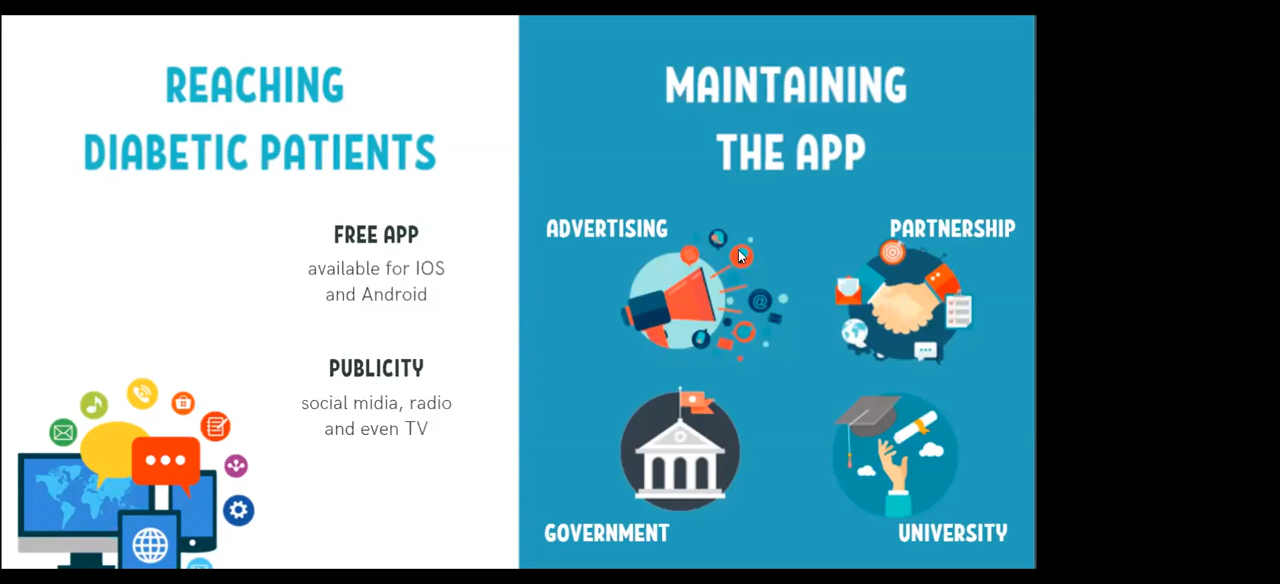 REACHING
DIABETIC PATIENTS
FREE APP
available for IOS
and Android
PUBLICITY
social midia, radio
and even TV
MAINTAINING
THE APP
ADVERTISING
PARTNERSHIP
@
GOVERNMENT
UNIVERSITY